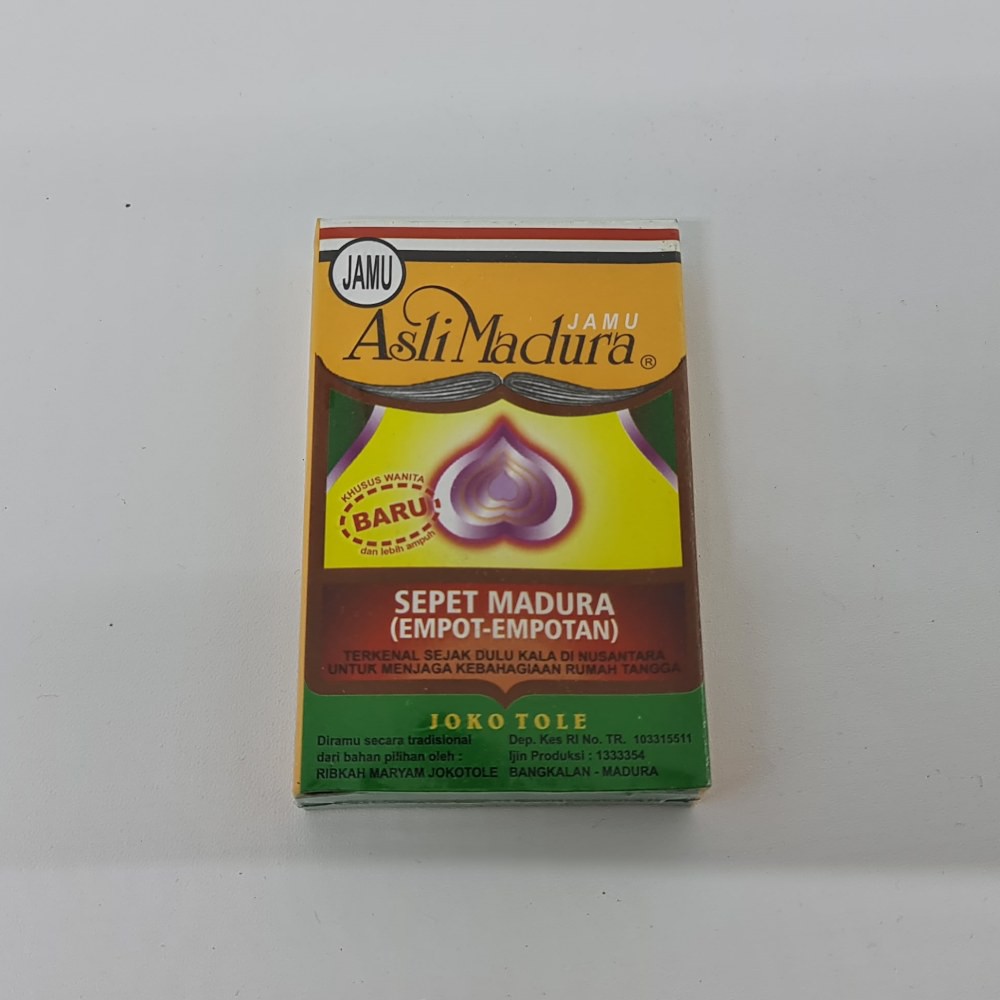 JAMU
JAMU
Asli Madura ®
KHUSUS WANITA
BARU
dan lebih ampuh
SEPET MADURA
(EMPOT-EMPOTAN)
TERKENAL SEJAK DULU KALA DI NUSANTARA
UNTUK MENJAGA KEBAHAGIAAN RUMAH TANGGA
JOKO TOLE
Diramu secara tradisional
dari bahan pilihan oleh :
RIBKAH MARYAM JOKOTOLE
Dep. Kes RI No. TR. 103315511
Ijin Produksi : 1333354
BANGKALAN - MADURA